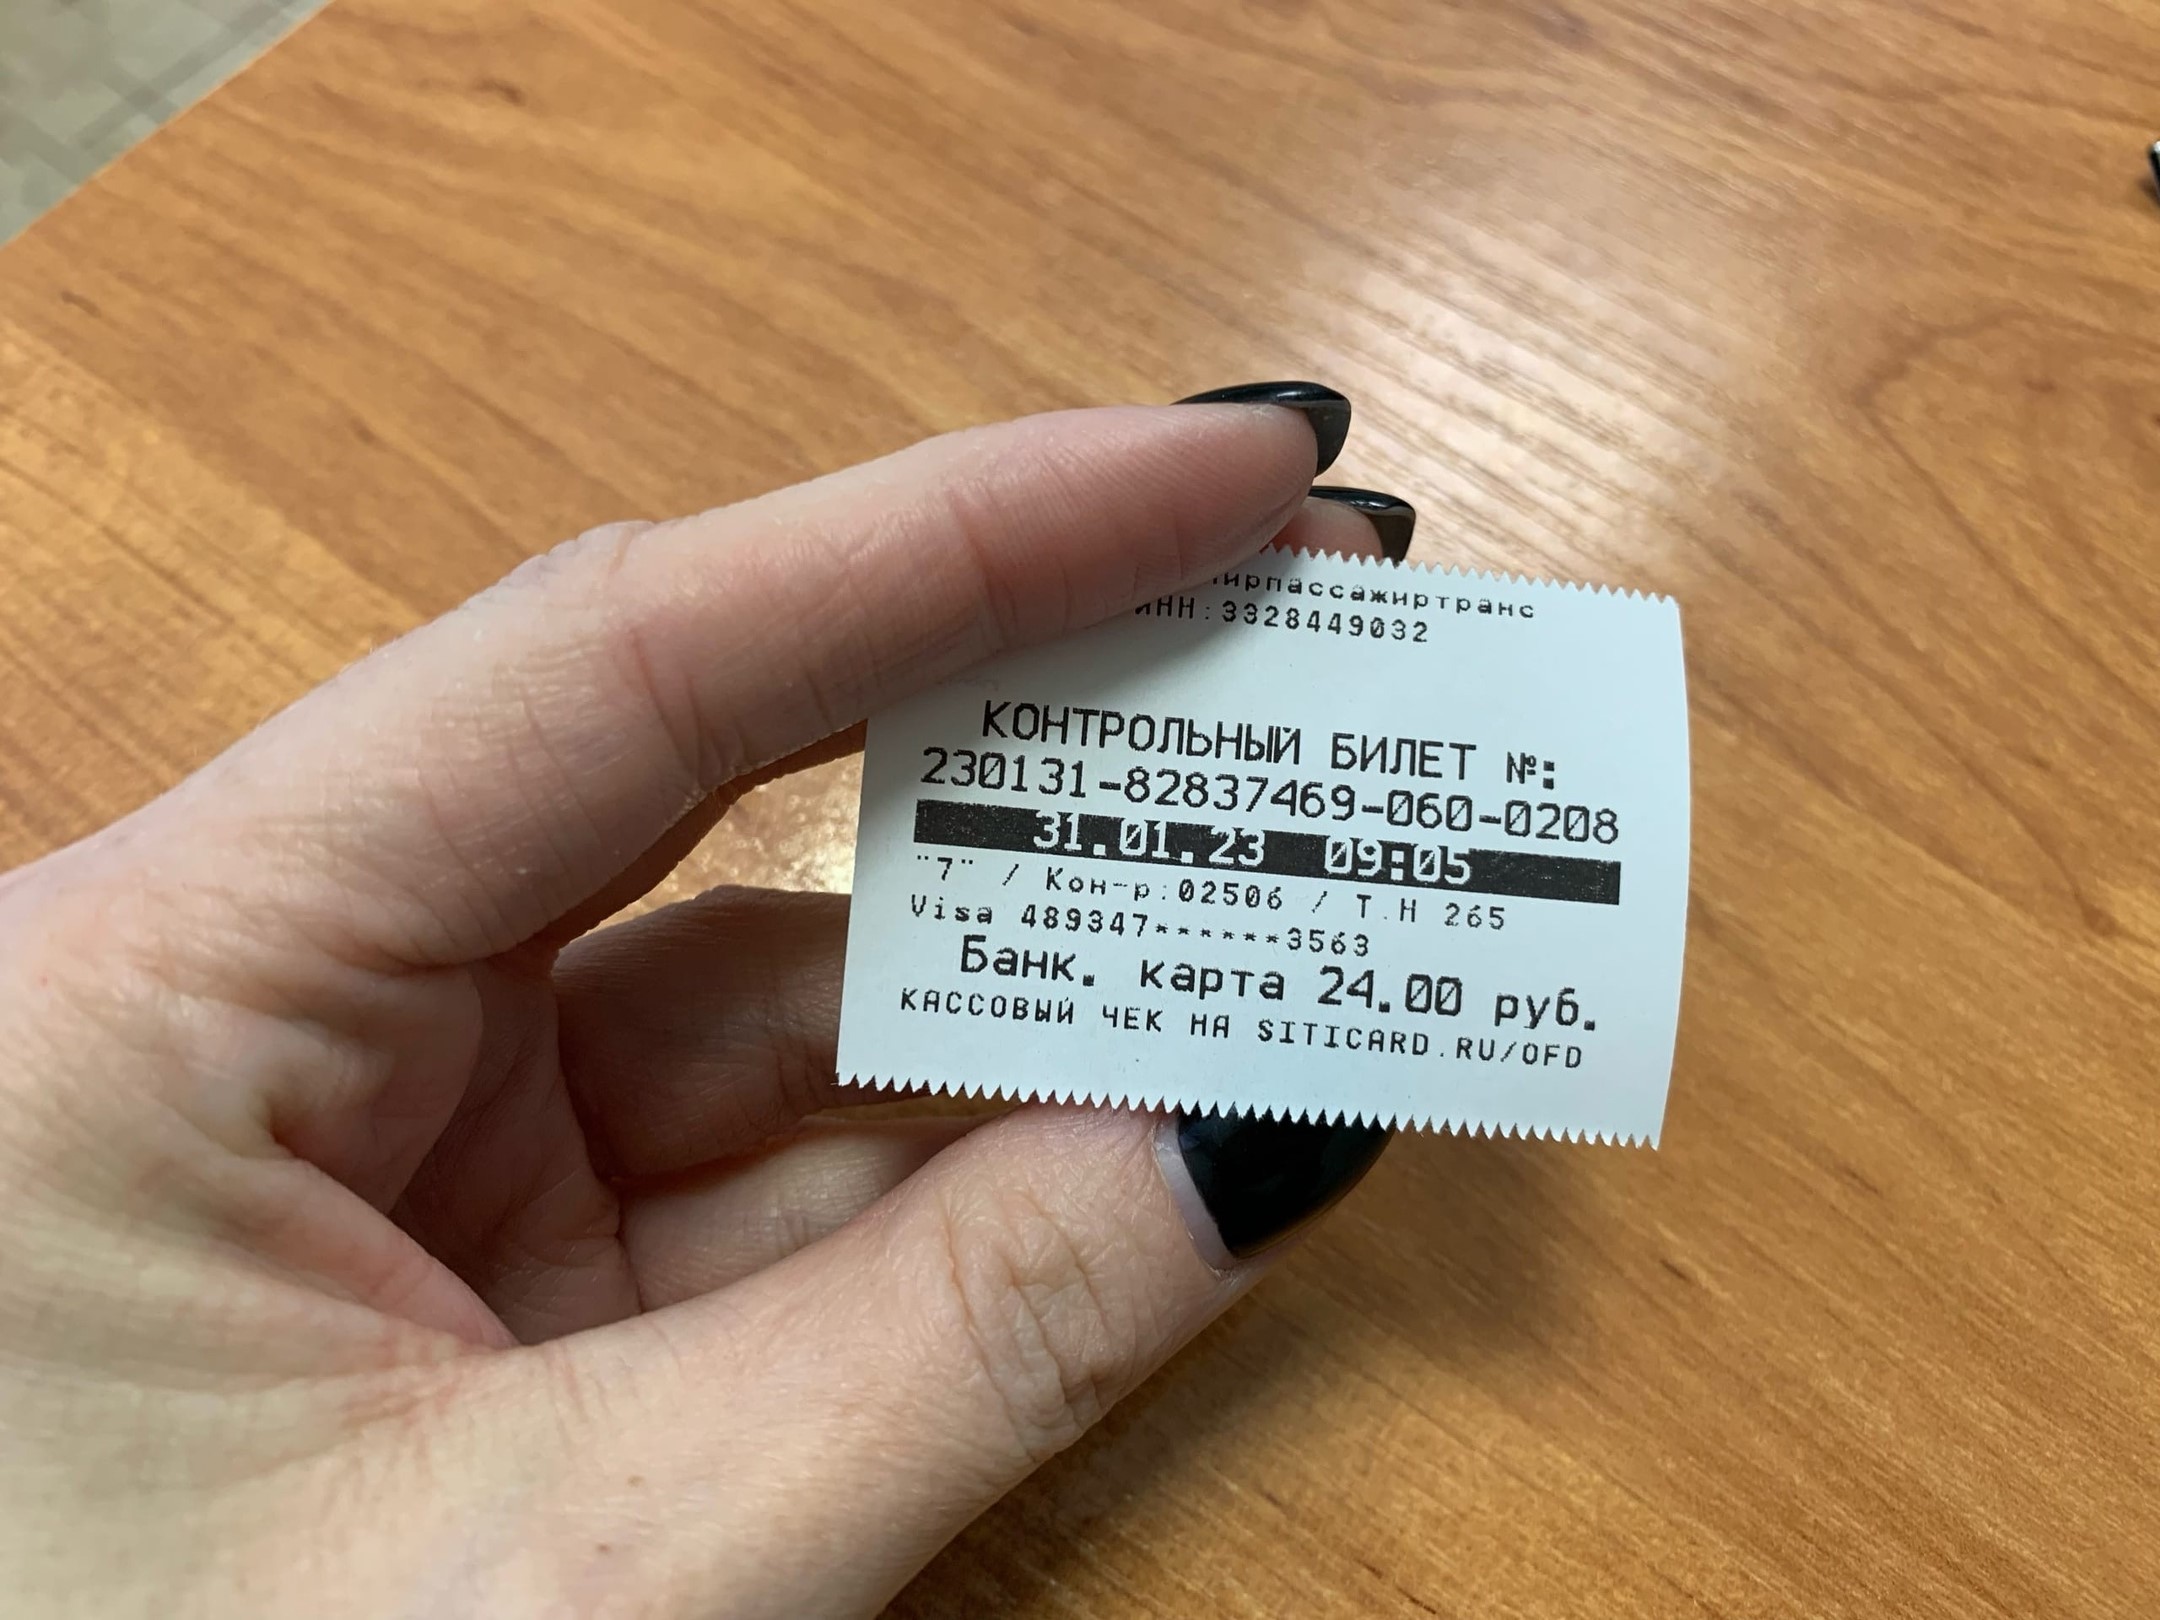 ИНН:3328449032
КОНТРОЛЬНЫЙ БИЛЕТ №:
230131-82837469-060-0208
31.01.23 09:05
"7" / Кон-р:02506 / Т.Н 265
Visa 489347******3563
Банк. карта 24.00 руб.
КАССОВЫЙ ЧЕК НА SITICARD.RU/OFD